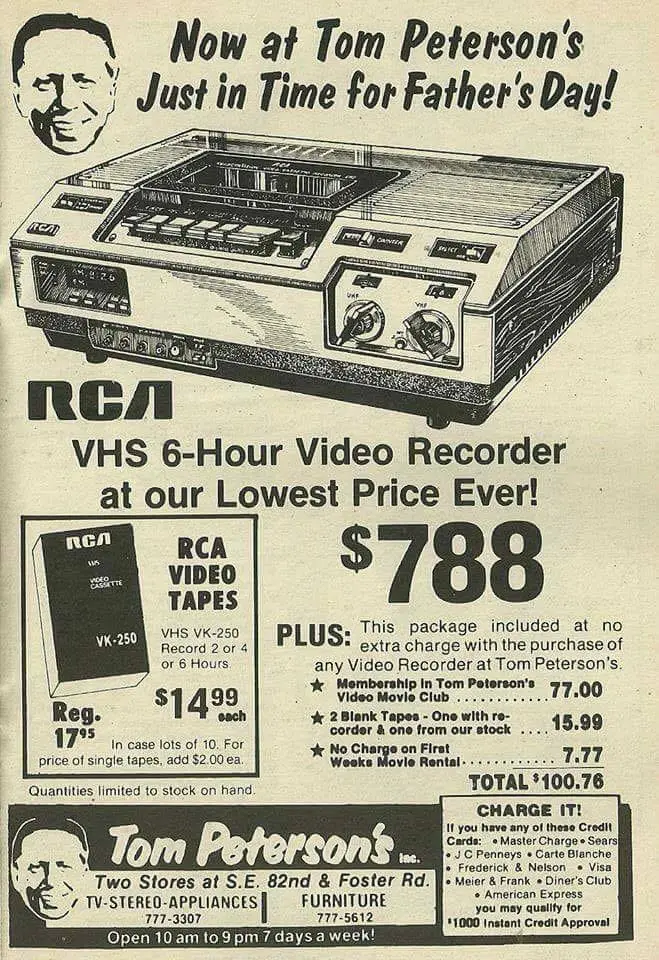 Now at Tom Peterson's
Just in Time for Father's Day!
RCA
COUNTER
SELECT
UHF
VHF
RCA
VHS 6-Hour Video Recorder
at our Lowest Price Ever!
$788
RCA
VHS
VIDEO
CASSETTE
VK-250
RCA
VIDEO
TAPES
VHS VK-250
Record 2 or 4
or 6 Hours
$14.99
each
Reg.
17.95
In case lots of 10. For
price of single tapes, add $2.00 ea.
Quantities limited to stock on hand.
PLUS: This package included at no
extra charge with the purchase of
any Video Recorder at Tom Peterson's.
★ Membership in Tom Peterson's
Video Movie Club ........... 77.00
★ 2 Blank Tapes - One with re-
corder & one from our stock .... 15.99
★ No Charge on First
Weeks Movie Rental ........... 7.77
TOTAL $100.76
Tom Peterson's Inc.
Two Stores at S.E. 82nd & Foster Rd.
TV-STEREO-APPLIANCES
777-3307
FURNITURE
777-5612
Open 10 am to 9 pm 7 days a week!
CHARGE IT!
If you have any of these Credit
Cards: • Master Charge • Sears
• J C Penneys • Carte Blanche
• Frederick & Nelson • Visa
• Meier & Frank • Diner's Club
• American Express
you may qualify for
$1000 Instant Credit Approval